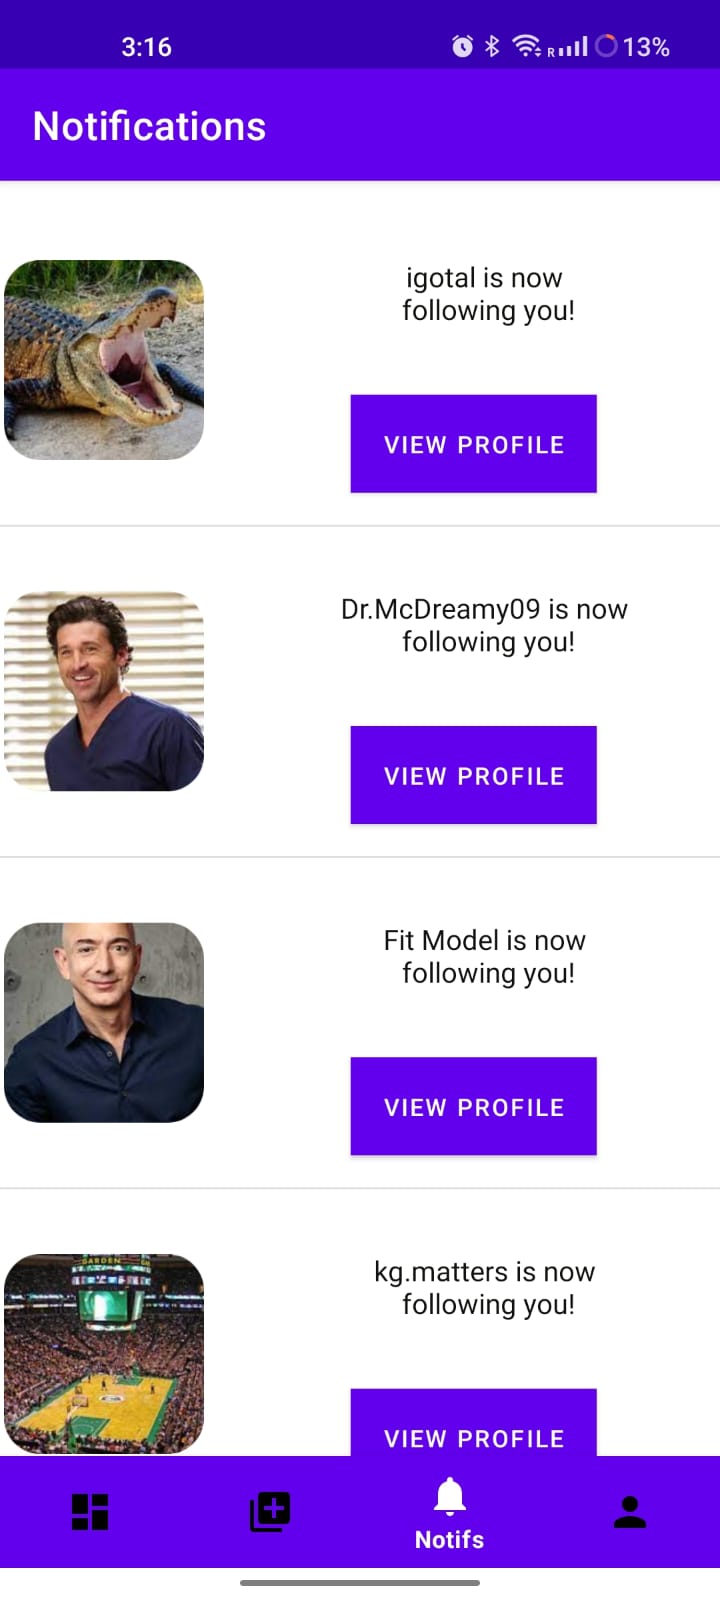 3:16
R
13%
Notifications
igotal is now
following you!
VIEW PROFILE
Dr.McDreamy09 is now
following you!
VIEW PROFILE
Fit Model is now
following you!
VIEW PROFILE
GARDEN
kg.matters is now
following you!
VIEW PROFILE
Notifs